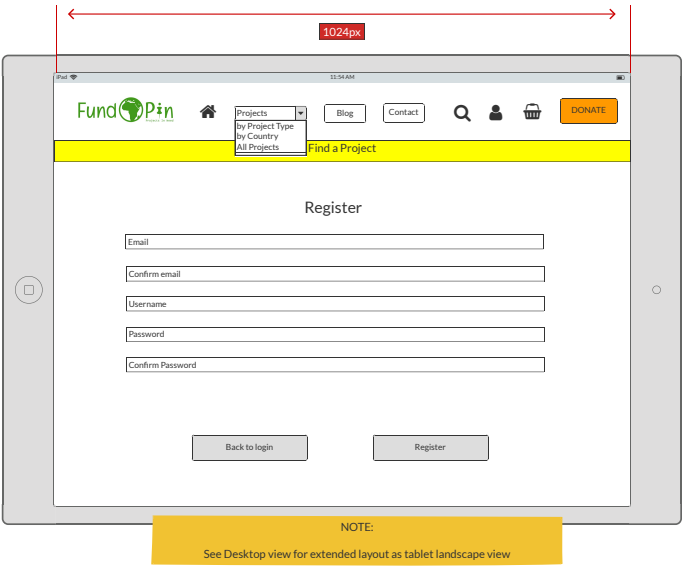 1024px
iPad
11:54 AM
Fund Pin
Projects
Blog
Contact
DONATE
by Project Type
by Country
All Projects
Find a Project
Register
Email
Confirm email
Username
Password
Confirm Password
Back to login
Register
NOTE:
See Desktop view for extended layout as tablet landscape view